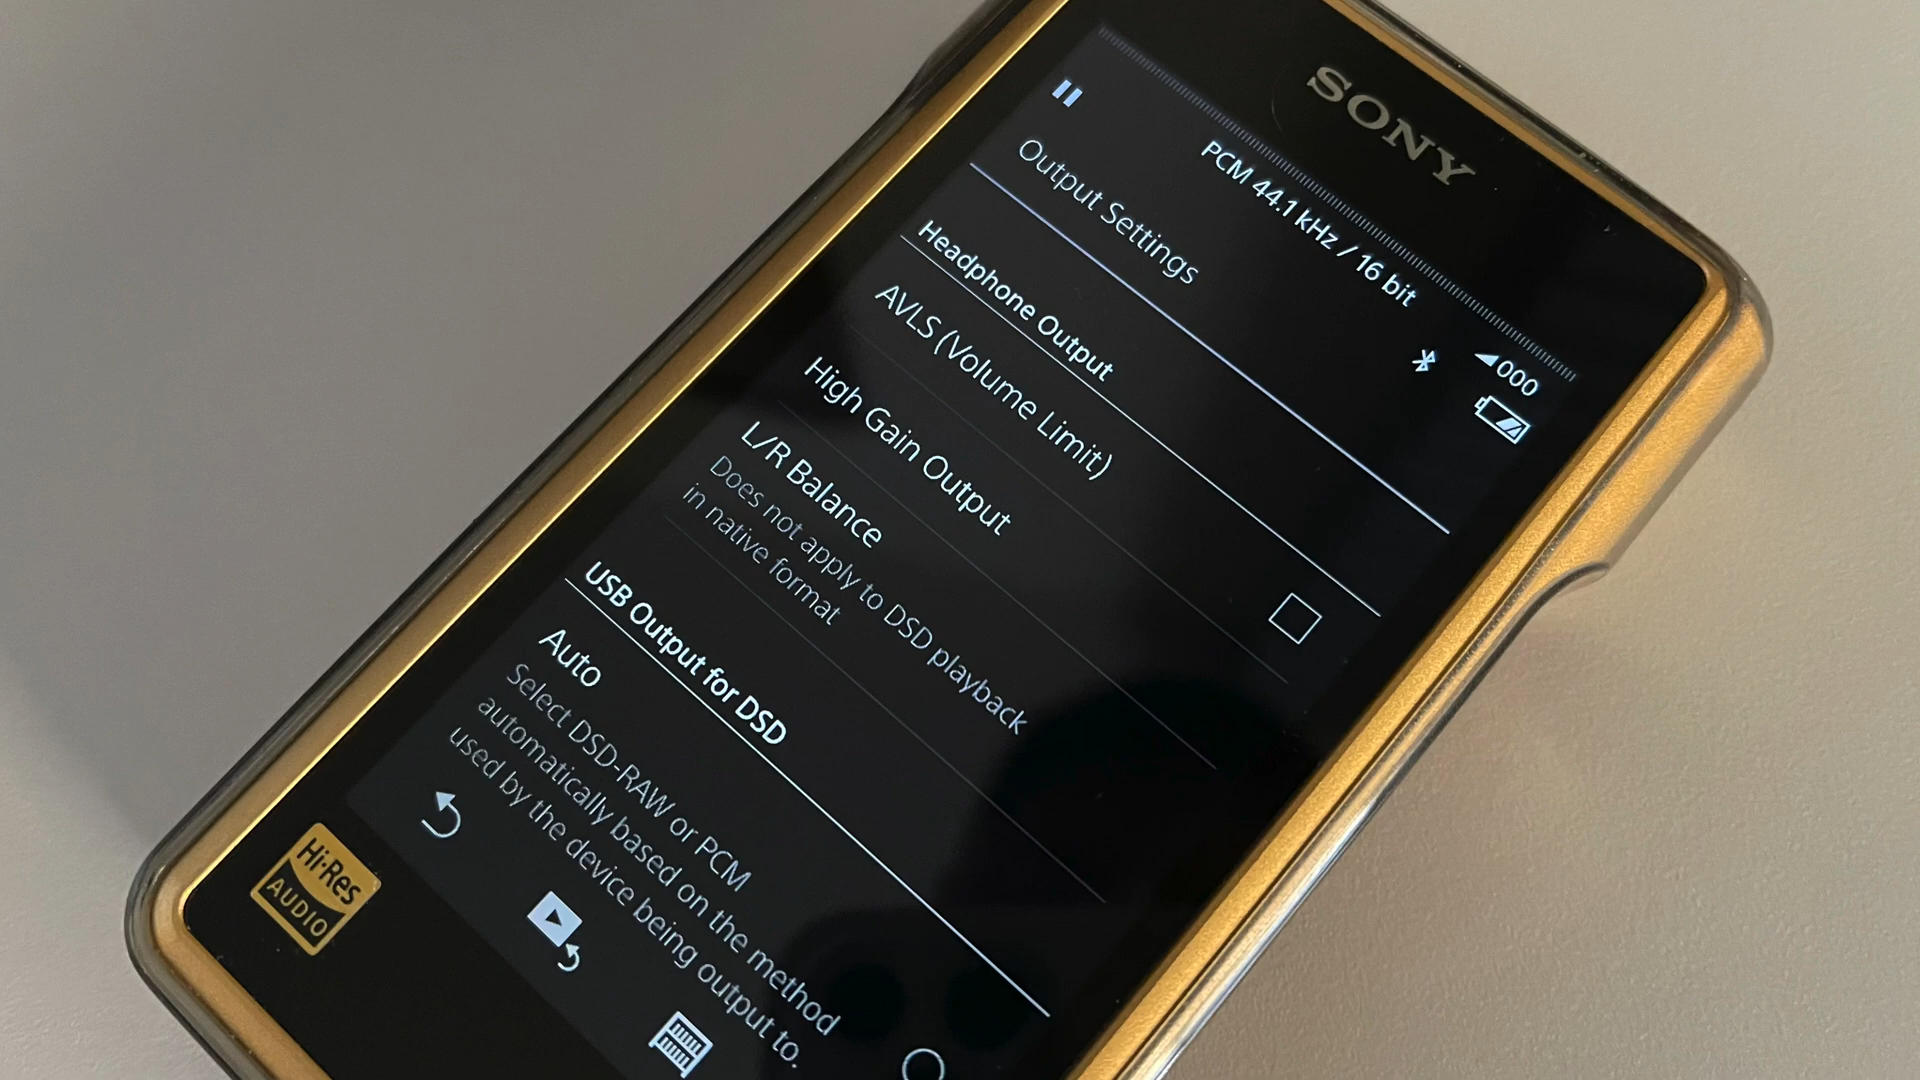 SONY
PCM 44.1 kHz / 16 bit
000
Output Settings
Headphone Output
AVLS (Volume Limit)
High Gain Output
L/R Balance
Does not apply to DSD playback
in native format
USB Output for DSD
Auto
Select DSD-RAW or PCM
automatically based on the method
used by the device being output to.
Hi-Res
AUDIO